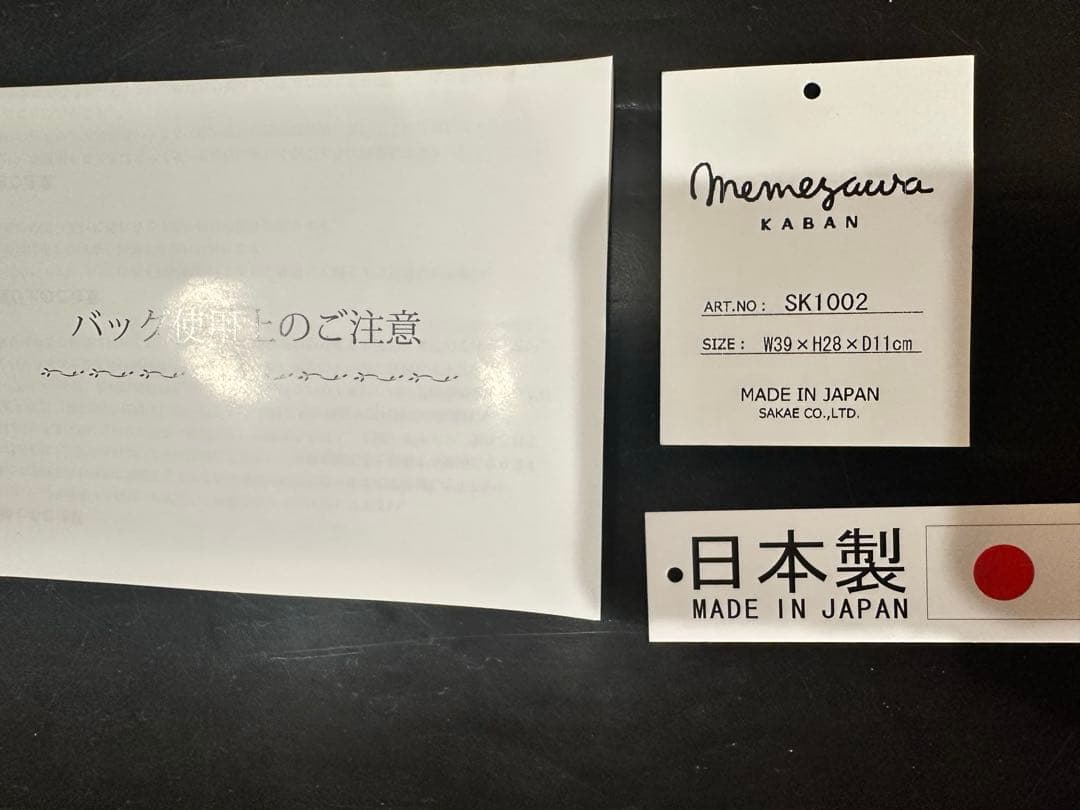 バッグ使用上のご注意
memezawa
KABAN
ART.NO: SK1002
SIZE: W39×H28×D11cm
MADE IN JAPAN
SAKAE CO.,LTD.
日本製
MADE IN JAPAN